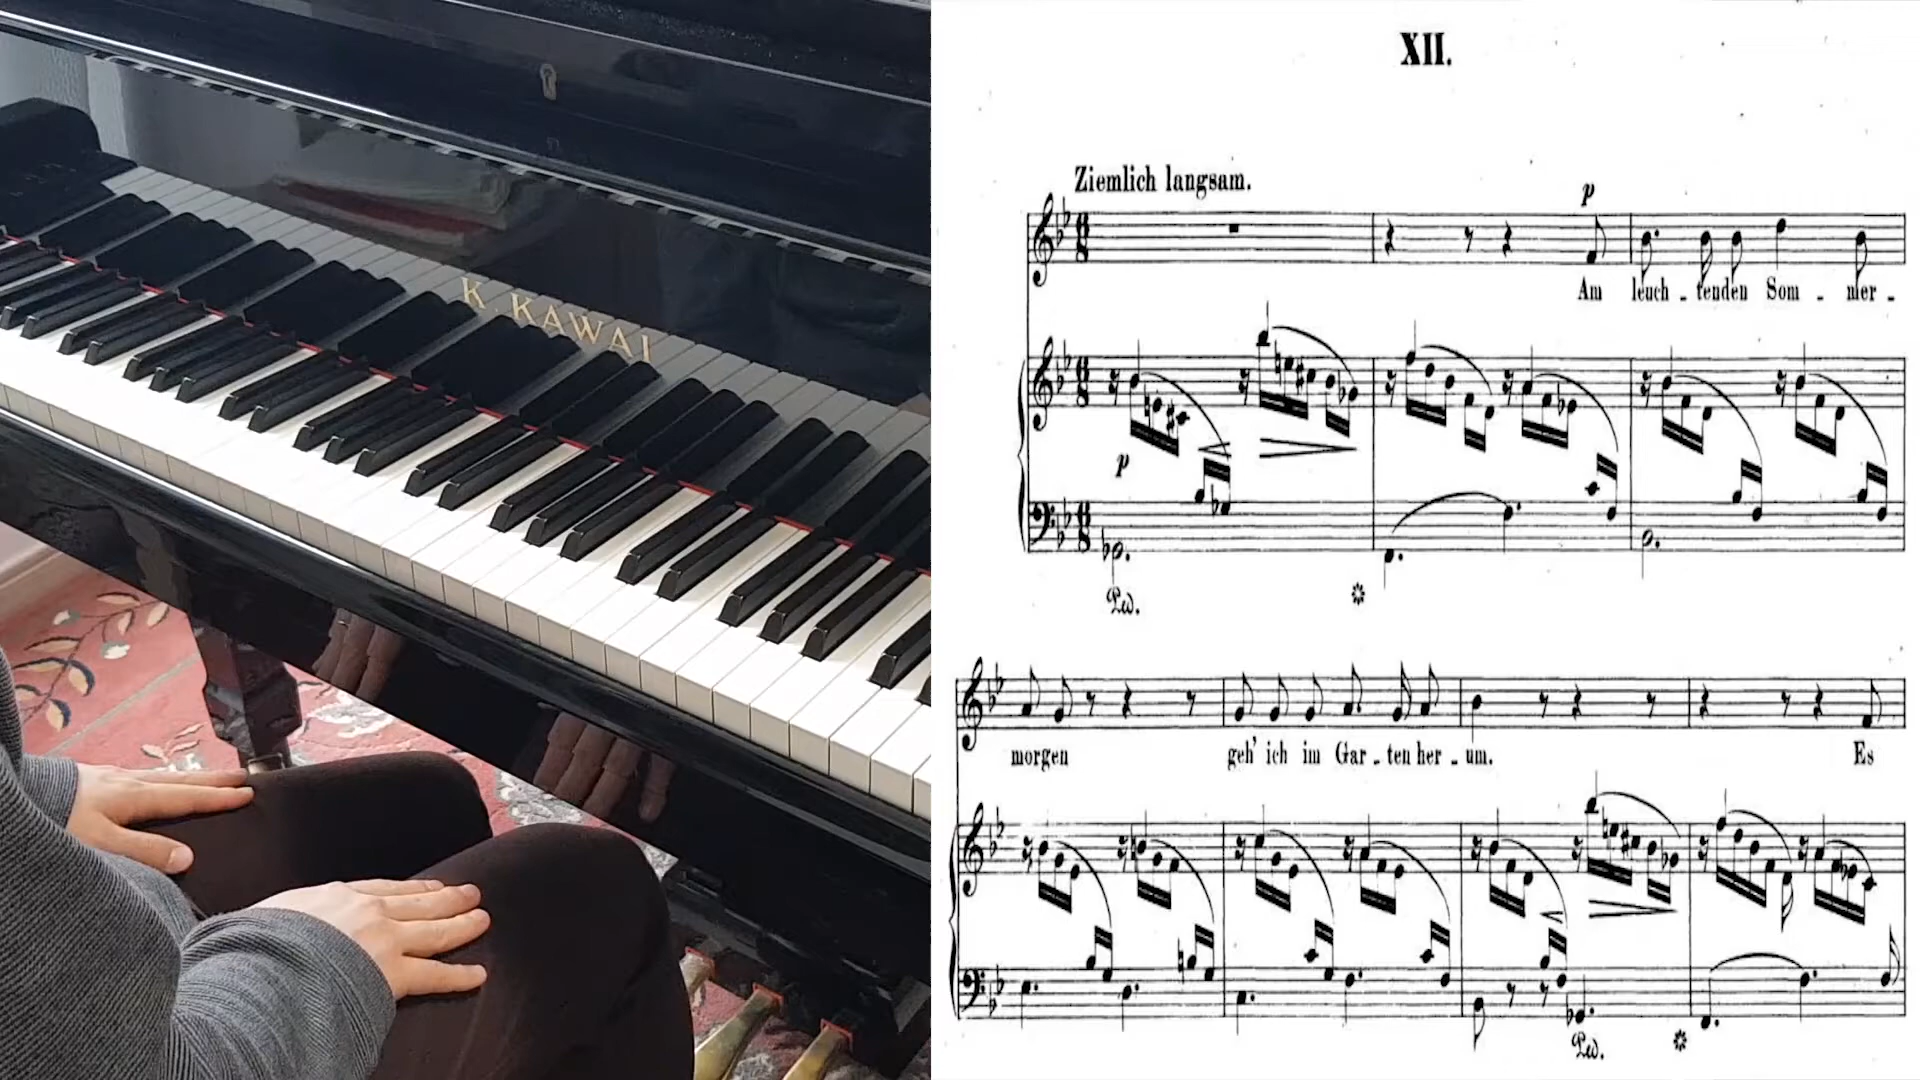 K. KAWAI
XII.
Ziemlich langsam.
p
Am leuch - tenden Som - mer -
p
Ped.
morgen geh' ich im Gar - ten her - um. Es
Ped.